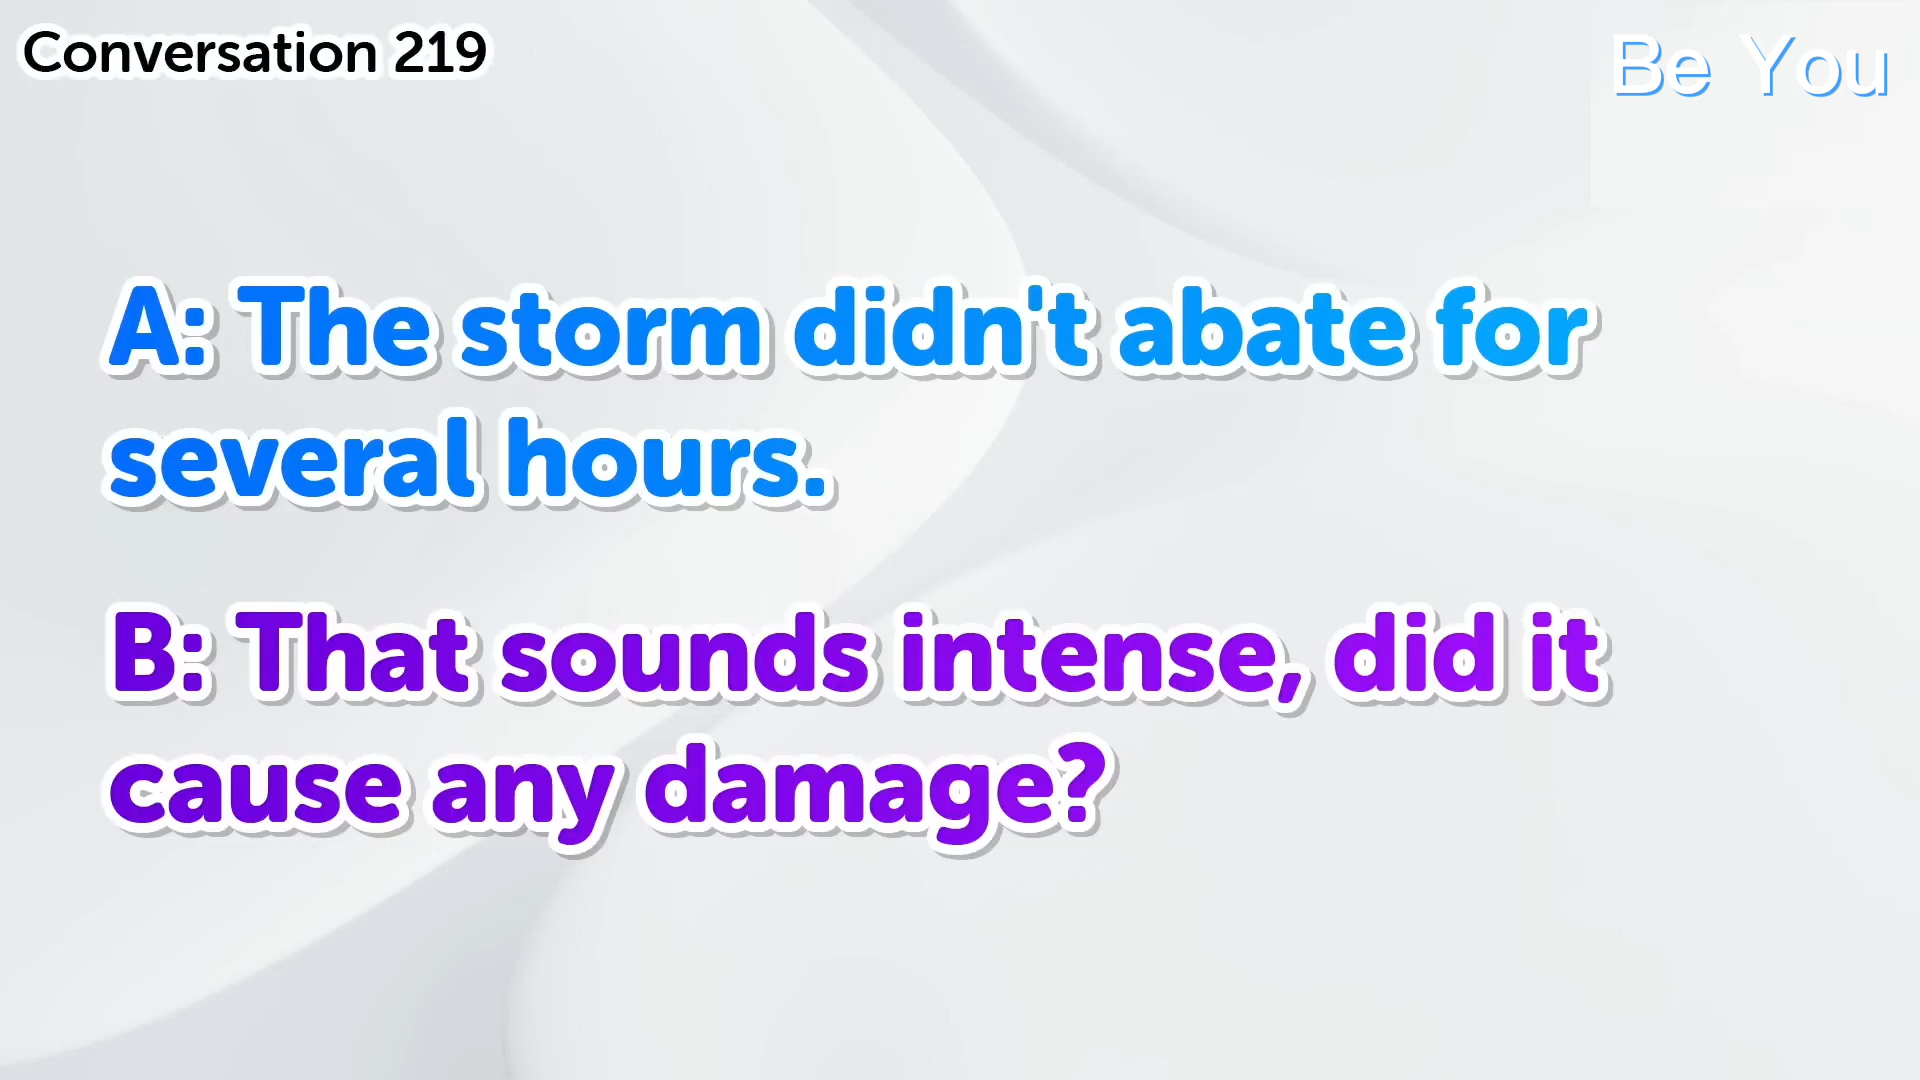 Conversation 219
Be You
A: The storm didn't abate for
several hours.
B: That sounds intense, did it
cause any damage?